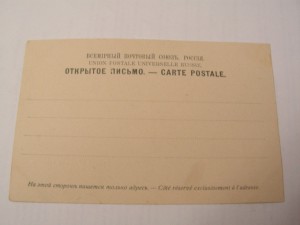 ВСЕМІРНЫЙ ПОЧТОВЫЙ СОЮЗЪ. РОССІЯ.
UNION POSTALE UNIVERSELLE RUSSIE.
ОТКРЫТОЕ ПИСЬМО. — CARTE POSTALE.
На этой сторонѣ пишется только адресъ. — Côté réservé exclusivement à l'adresse.